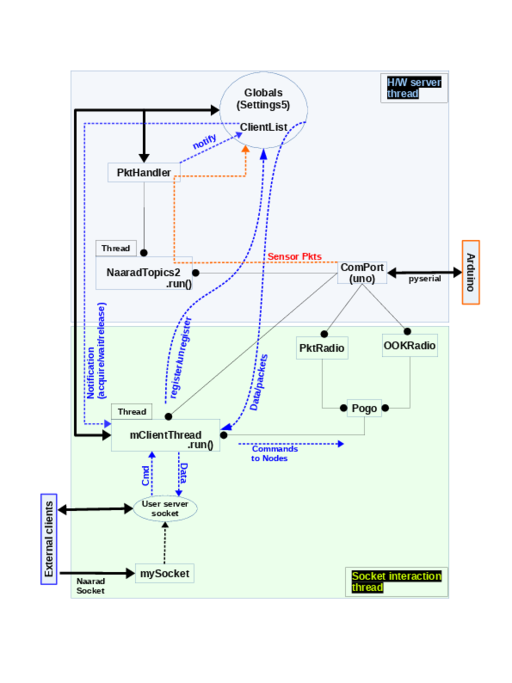 H/W server
thread
Globals
(Settings5)
ClientList
notify
PktHandler
Thread
NaaradTopics2
.run()
Sensor Pkts
ComPort
(uno)
pyserial
Arduino
Notification
(acquire/wait/release)
register/unregister
Data/packets
PktRadio
OOKRadio
Pogo
Thread
mClientThread
.run()
Commands
to Nodes
Cmd
Data
External clients
User server
socket
Naarad
Socket
mySocket
Socket interaction
thread